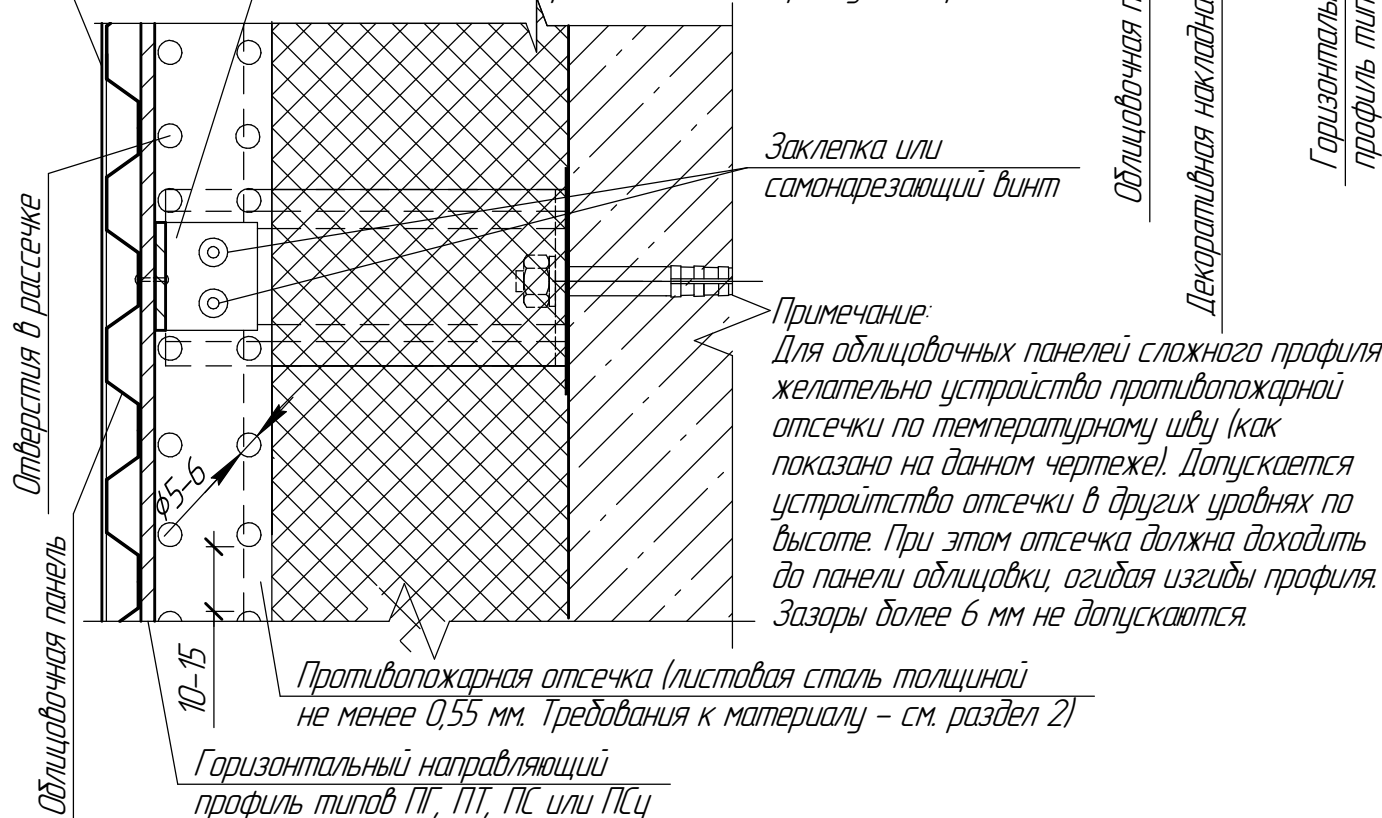 Облицовочная п
Декоративная накладна
Горизонталь
профиль тип
Заклепка или
самонарезающий винт
Отверстия в рассечке
Примечание:
Для облицовочных панелей сложного профиля
желательно устройство противопожарной
отсечки по температурному шву (как
показано на данном чертеже). Допускается
устроитство отсечки в других уровнях по
высоте. При этом отсечка должна доходить
до панели облицовки, огибая изгибы профиля.
Зазоры более 6 мм не допускаются.
ϕ5-6
10-15
Облицовочная панель
Противопожарная отсечка (листовая сталь толщиной
не менее 0,55 мм. Требования к материалу - см. раздел 2)
Горизонтальный направляющий
профиль типов ПГ, ПТ, ПС или ПСу